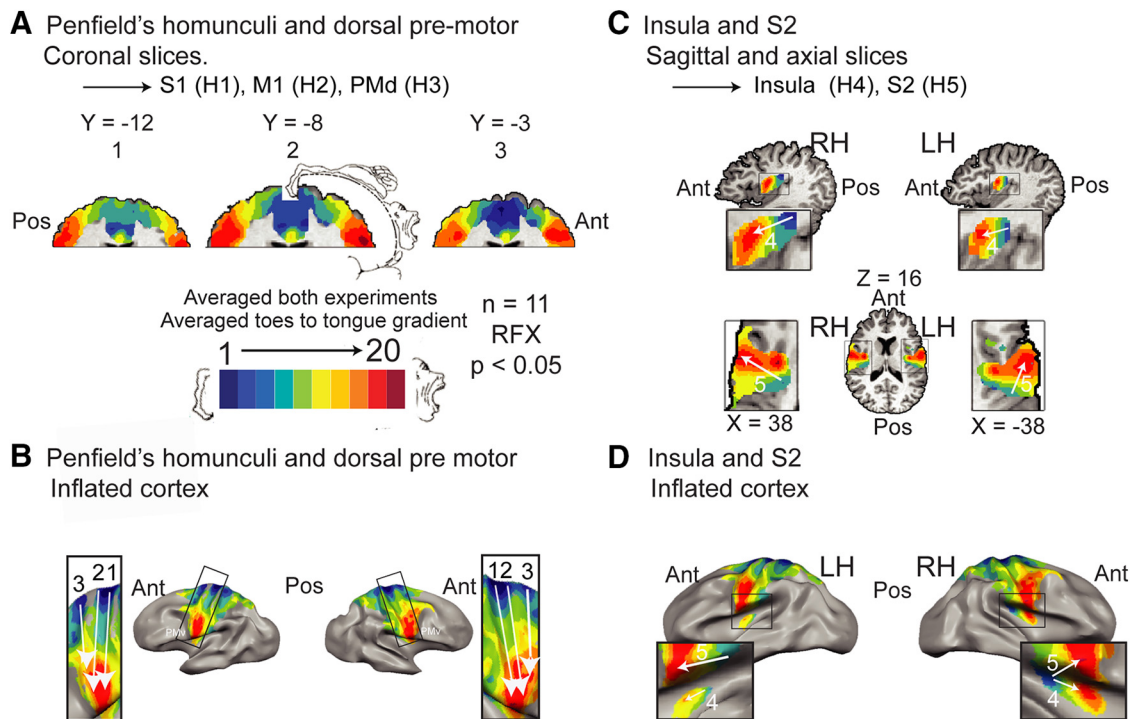 A Penfield's homunculi and dorsal pre-motor
Coronal slices.
S1 (H1), M1 (H2), PMd (H3)
Y = -12 Y = -8 Y = -3
1 2 3
Pos Ant
Averaged both experiments
Averaged toes to tongue gradient
1 20
n = 11
RFX
p < 0.05
B Penfield's homunculi and dorsal pre motor
Inflated cortex
3 21 Ant Pos Ant 12 3
PMv PMv
C Insula and S2
Sagittal and axial slices
Insula (H4), S2 (H5)
RH LH
Ant Pos Ant Pos
4 4
Z = 16
Ant
RH LH
5 5
X = 38 Pos X = -38
D Insula and S2
Inflated cortex
Ant LH Pos RH Ant
5 5
4 4